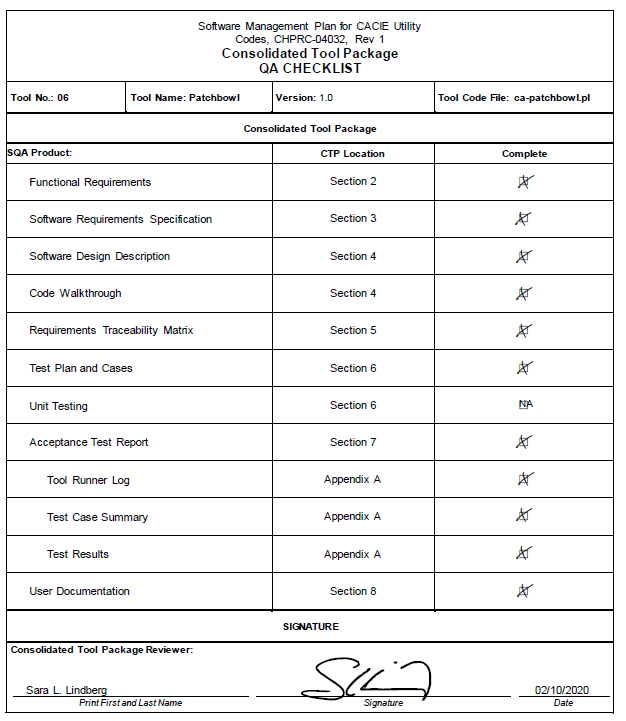 Software Management Plan for CACIE Utility
Codes, CHPRC-04032, Rev 1
Consolidated Tool Package
QA CHECKLIST
Tool No.: 06 Tool Name: Patchbowl Version: 1.0 Tool Code File: ca-patchbowl.pl
Consolidated Tool Package
SQA Product: CTP Location Complete
Functional Requirements Section 2
Software Requirements Specification Section 3
Software Design Description Section 4
Code Walkthrough Section 4
Requirements Traceability Matrix Section 5
Test Plan and Cases Section 6
Unit Testing Section 6 NA
Acceptance Test Report Section 7
Tool Runner Log Appendix A
Test Case Summary Appendix A
Test Results Appendix A
User Documentation Section 8
SIGNATURE
Consolidated Tool Package Reviewer:
Sara L. Lindberg 02/10/2020
Print First and Last Name Signature Date